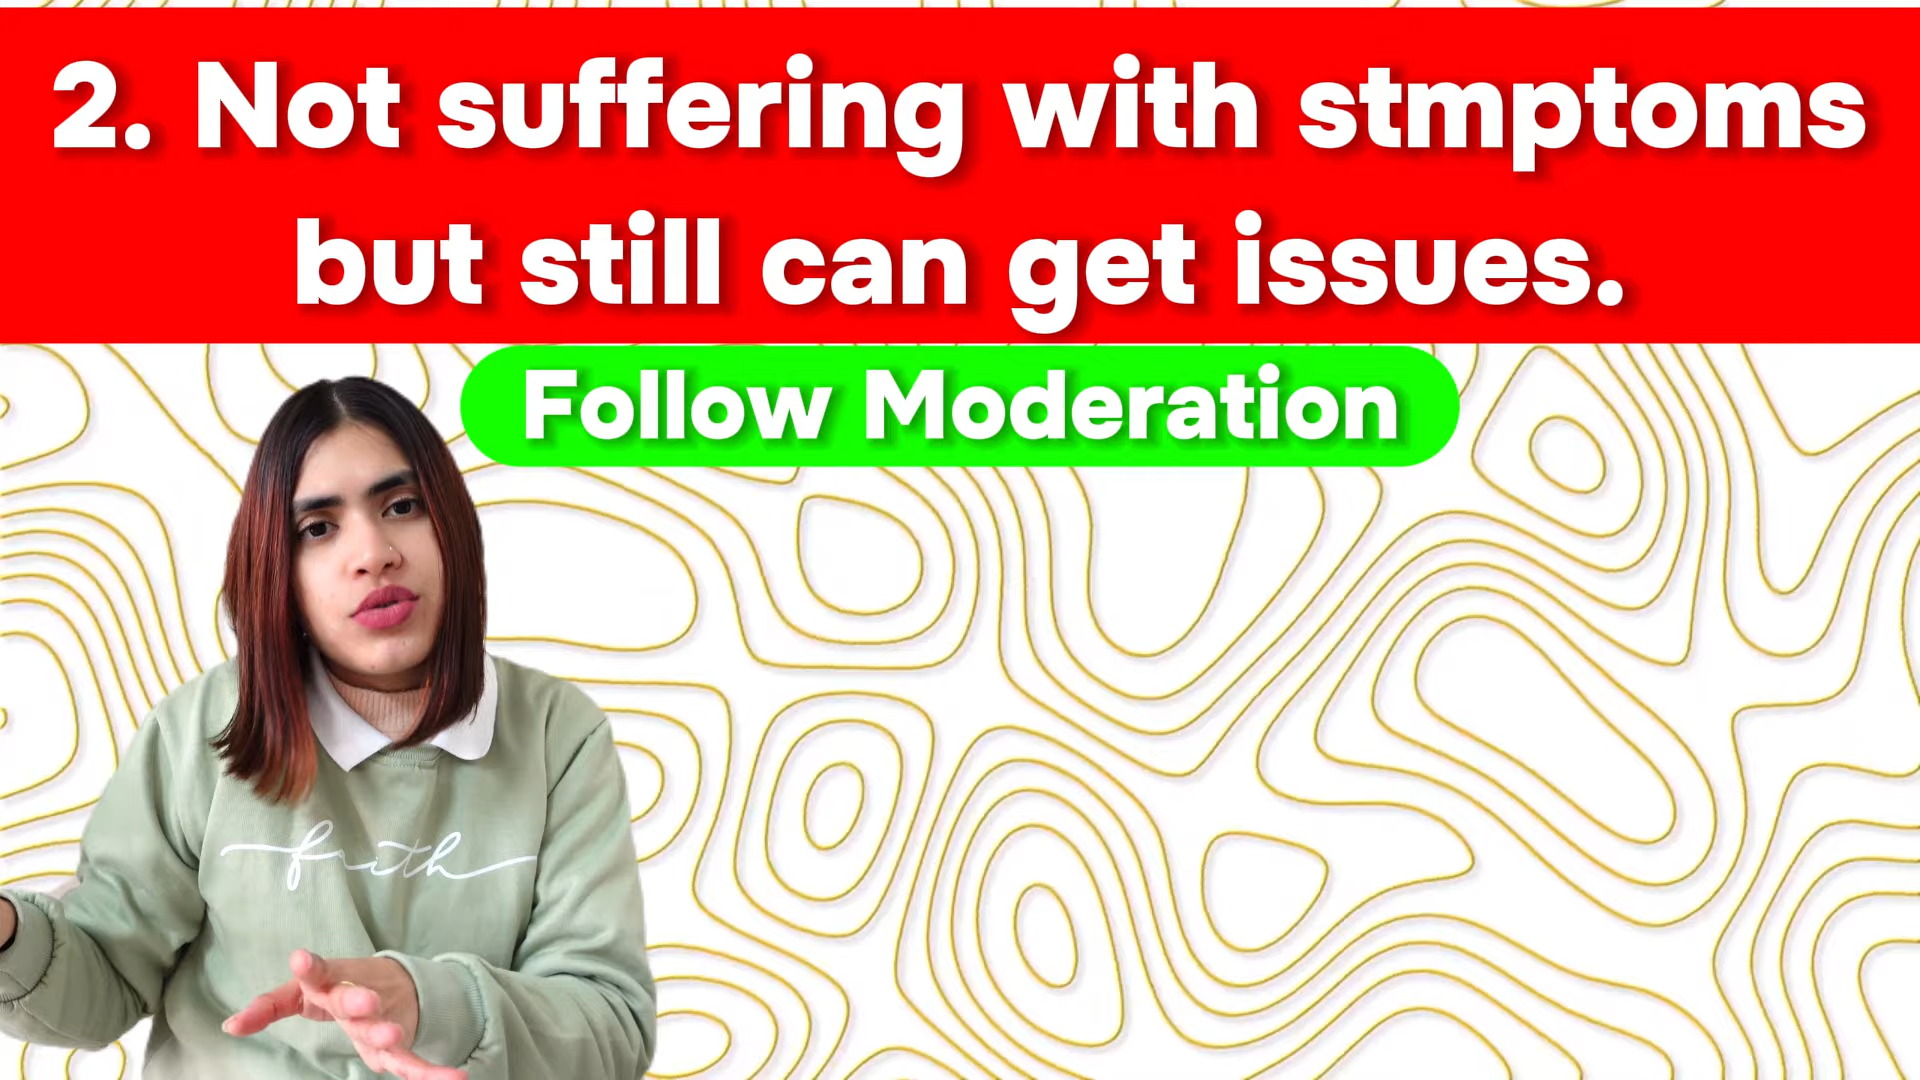 2. Not suffering with stmptoms
but still can get issues.
Follow Moderation
faith